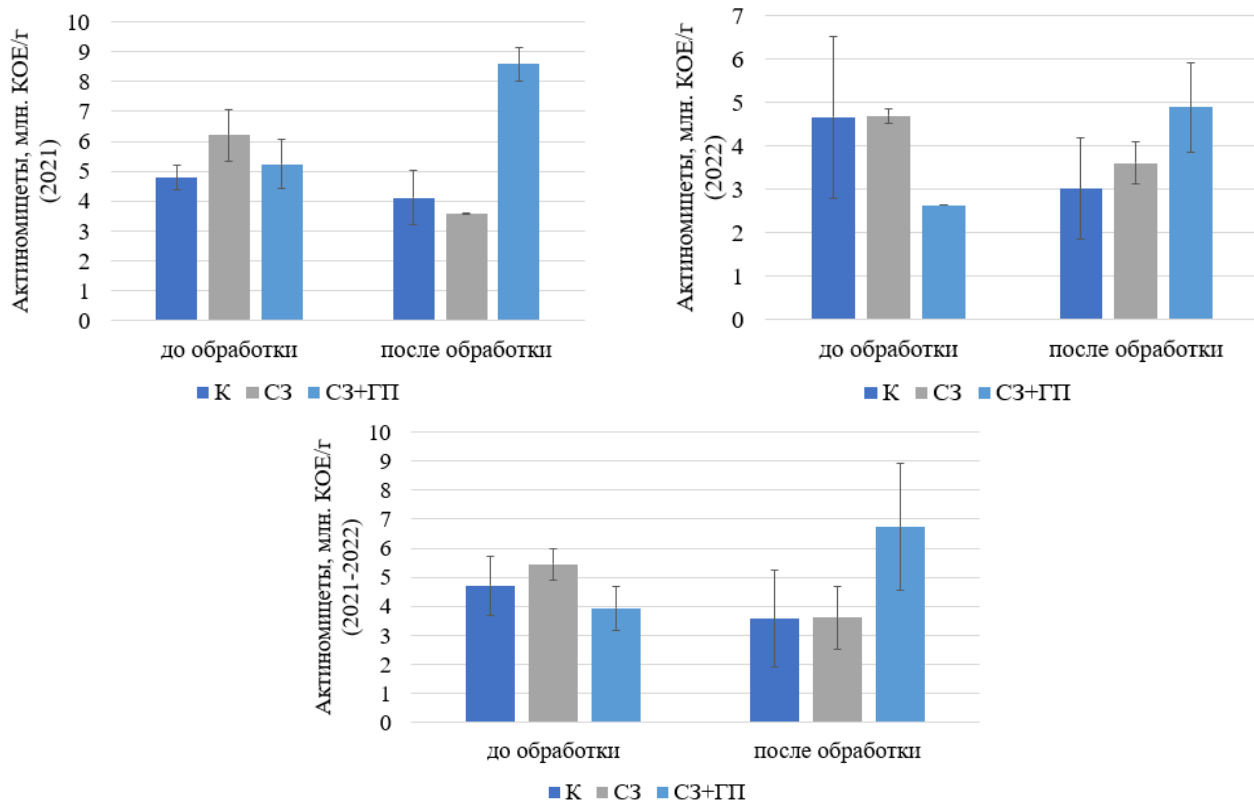 Актиномицеты, млн. КОЕ/г
(2021)
10
9
8
7
6
5
4
3
2
1
0
до обработки
после обработки
К
СЗ
СЗ+ГП
Актиномицеты, млн. КОЕ/г
(2022)
7
6
5
4
3
2
1
0
до обработки
после обработки
К
СЗ
СЗ+ГП
Актиномицеты, млн. КОЕ/г
(2021-2022)
10
9
8
7
6
5
4
3
2
1
0
до обработки
после обработки
К
СЗ
СЗ+ГП